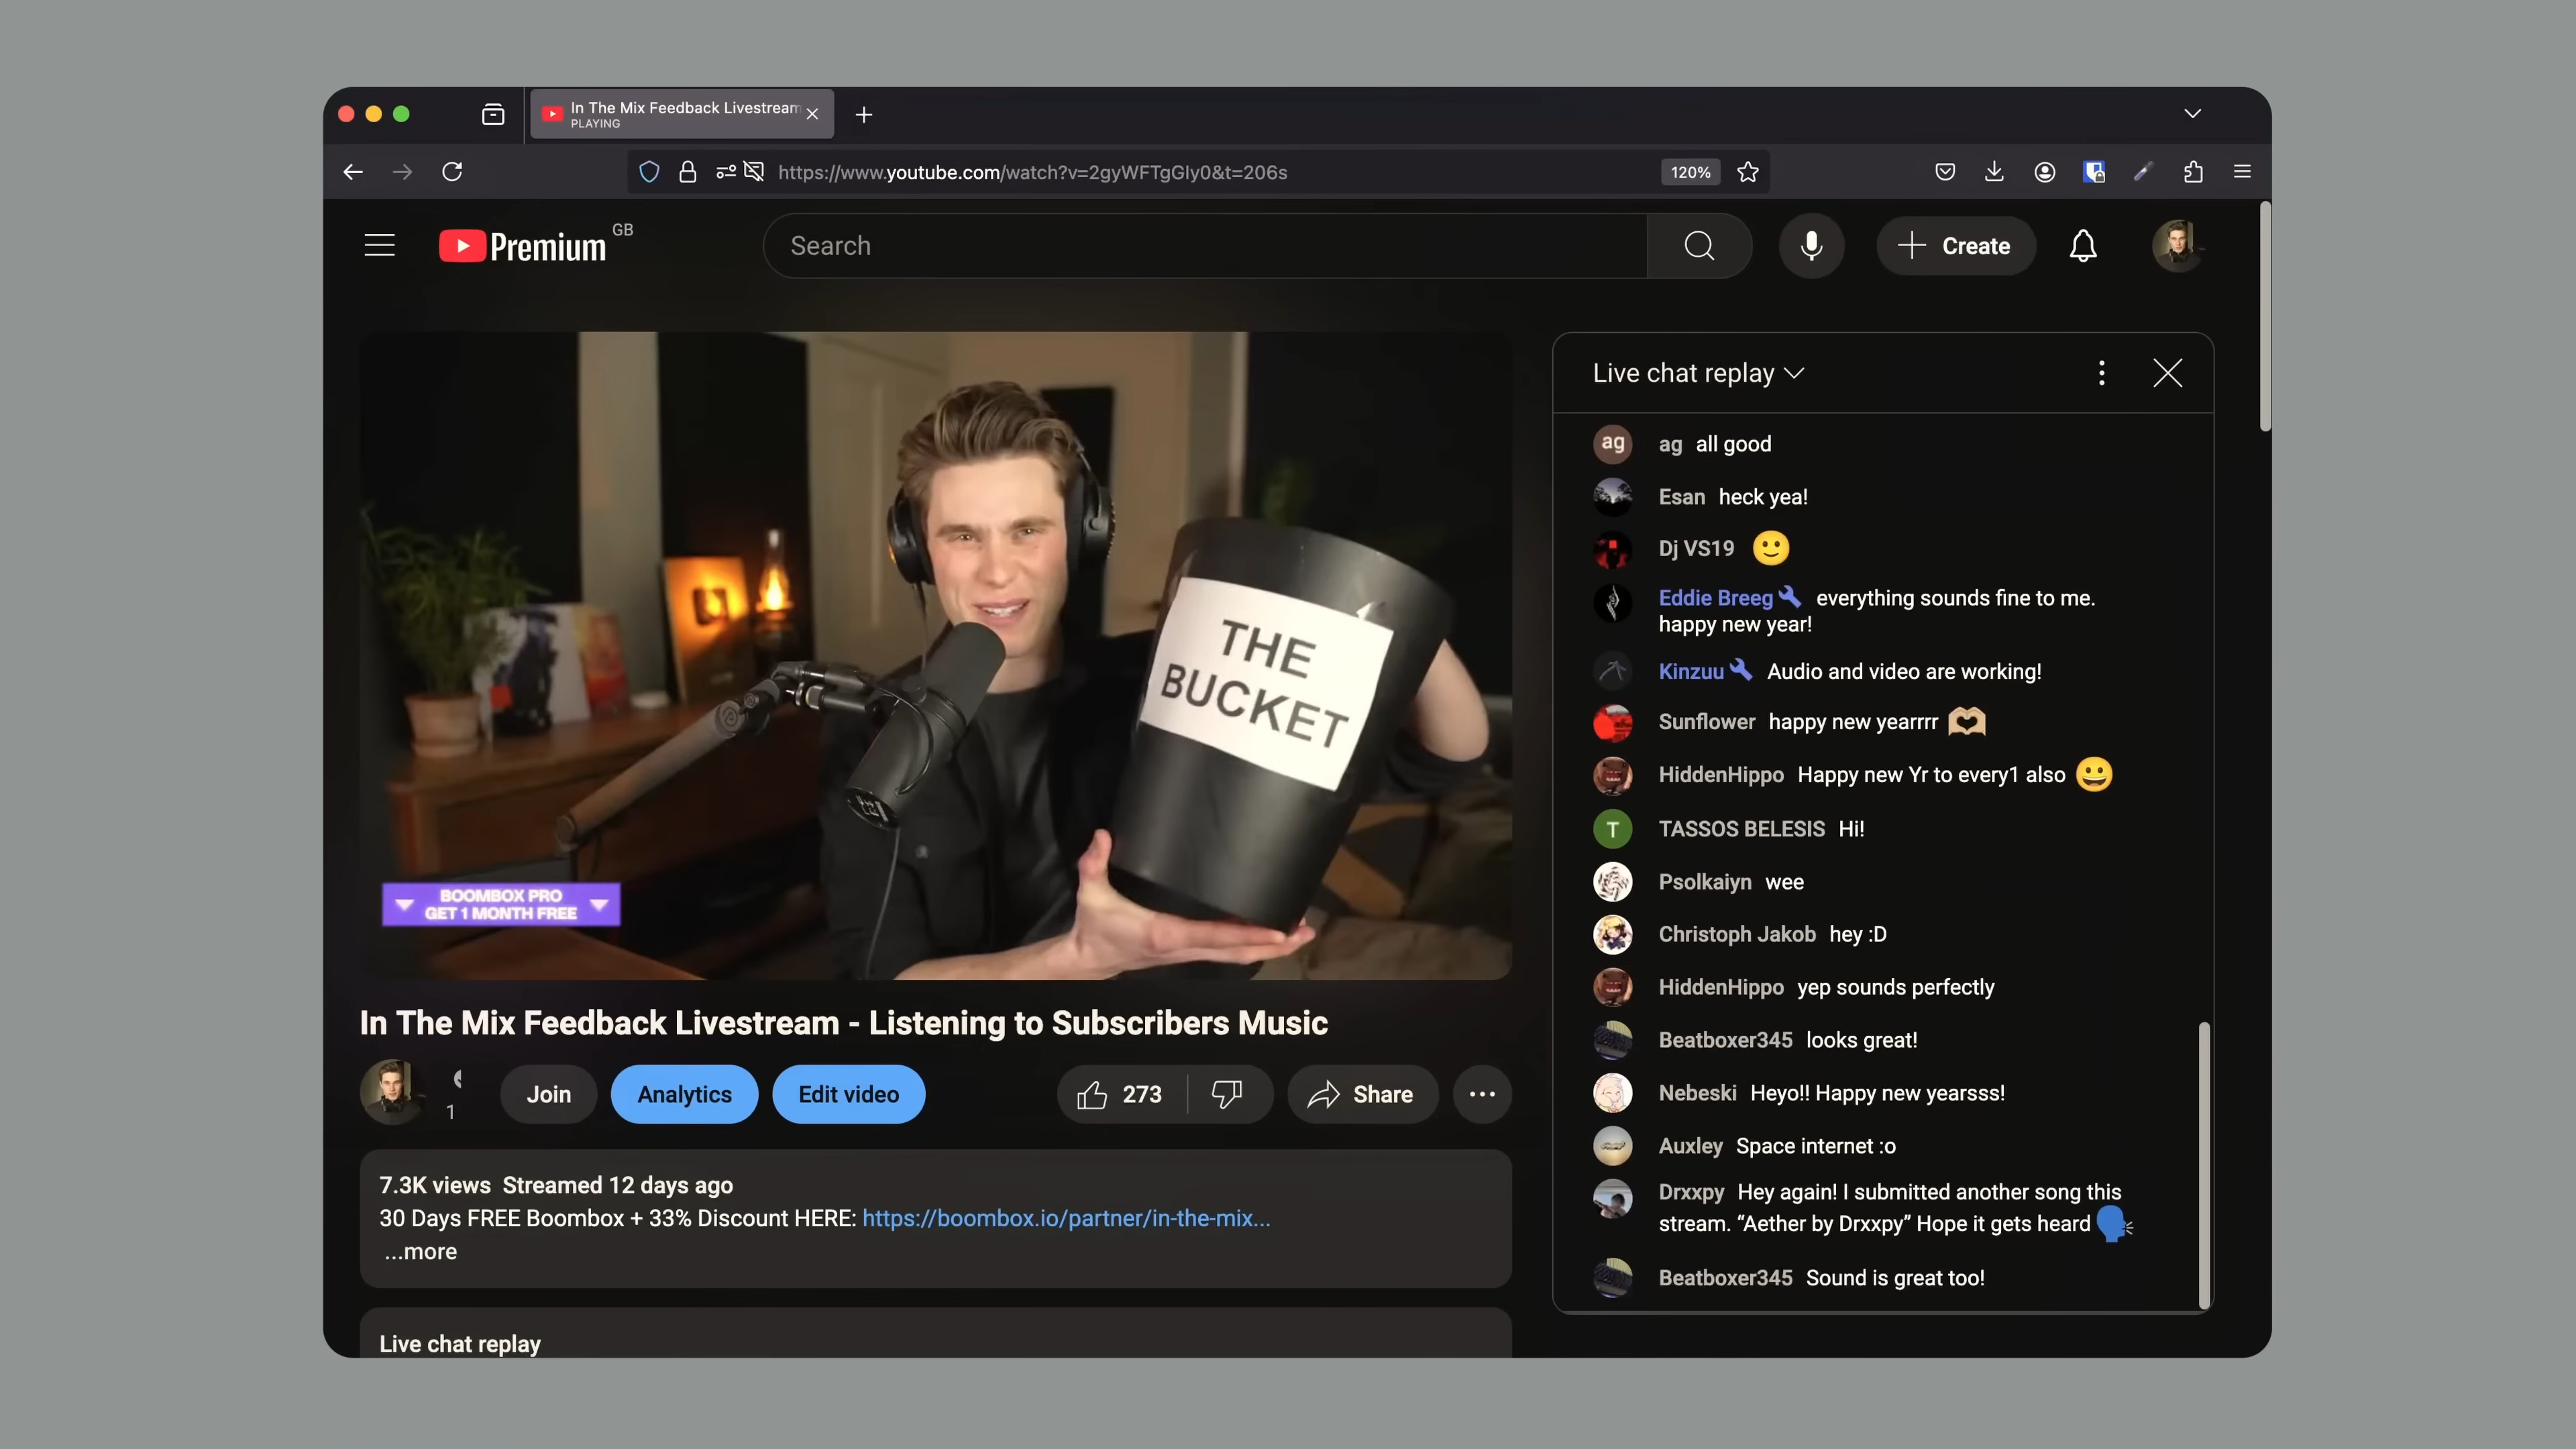 In The Mix Feedback Livestream
PLAYING
https://www.youtube.com/watch?v=2gyWFTgGly0&t=206s
120%
Premium GB
Search
Create
THE
BUCKET
BOOMBOX PRO
GET 1 MONTH FREE
In The Mix Feedback Livestream - Listening to Subscribers Music
1
Join
Analytics
Edit video
273
Share
7.3K views Streamed 12 days ago
30 Days FREE Boombox + 33% Discount HERE: https://boombox.io/partner/in-the-mix...
...more
Live chat replay
Live chat replay
ag
ag all good
Esan heck yea!
Dj VS19 🙂
Eddie Breeg everything sounds fine to me.
happy new year!
Kinzuu Audio and video are working!
Sunflower happy new yearrrr 🫶🏼
HiddenHippo Happy new Yr to every1 also 😀
T
TASSOS BELESIS Hi!
Psolkaiyn wee
Christoph Jakob hey :D
HiddenHippo yep sounds perfectly
Beatboxer345 looks great!
Nebeski Heyo!! Happy new yearsss!
Auxley Space internet :o
Drxxpy Hey again! I submitted another song this
stream. “Aether by Drxxpy” Hope it gets heard 🗣️
Beatboxer345 Sound is great too!